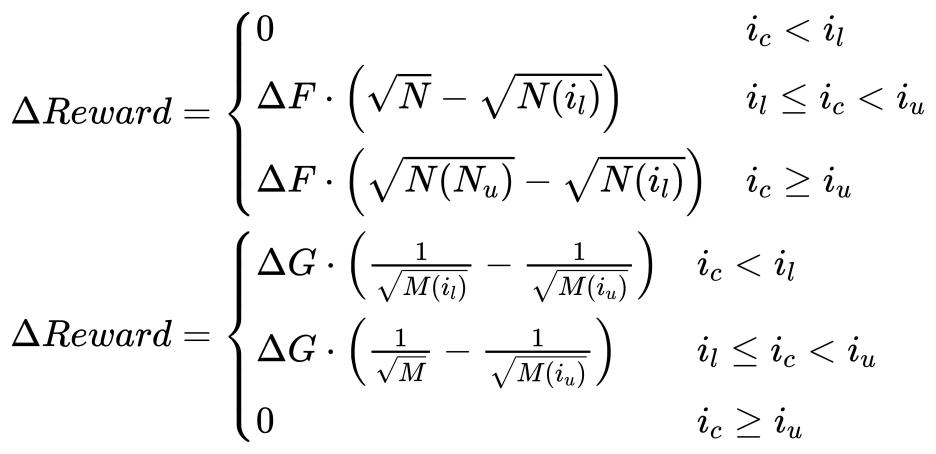 ΔReward = { 0    i_c < i_l
ΔF · (√N − √N(i_l))    i_l ≤ i_c < i_u
ΔF · (√N(N_u) − √N(i_l))    i_c ≥ i_u
ΔReward = { ΔG · (1/√M(i_l) − 1/√M(i_u))    i_c < i_l
ΔG · (1/√M − 1/√M(i_u))    i_l ≤ i_c < i_u
0    i_c ≥ i_u